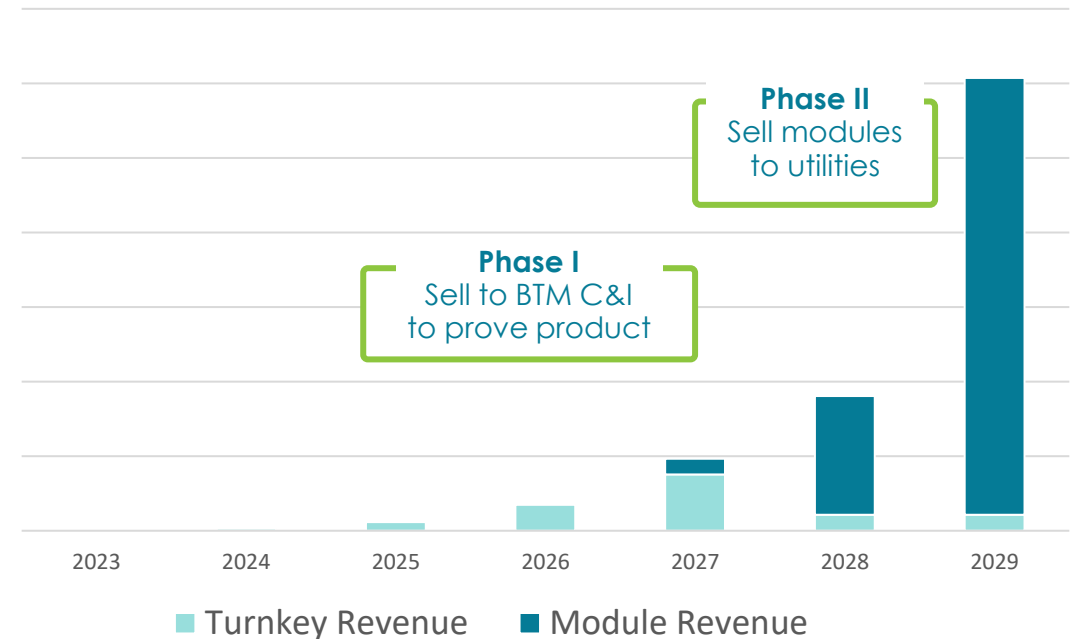 Phase II
Sell modules
to utilities
Phase I
Sell to BTM C&I
to prove product
2023 2024 2025 2026 2027 2028 2029
Turnkey Revenue Module Revenue